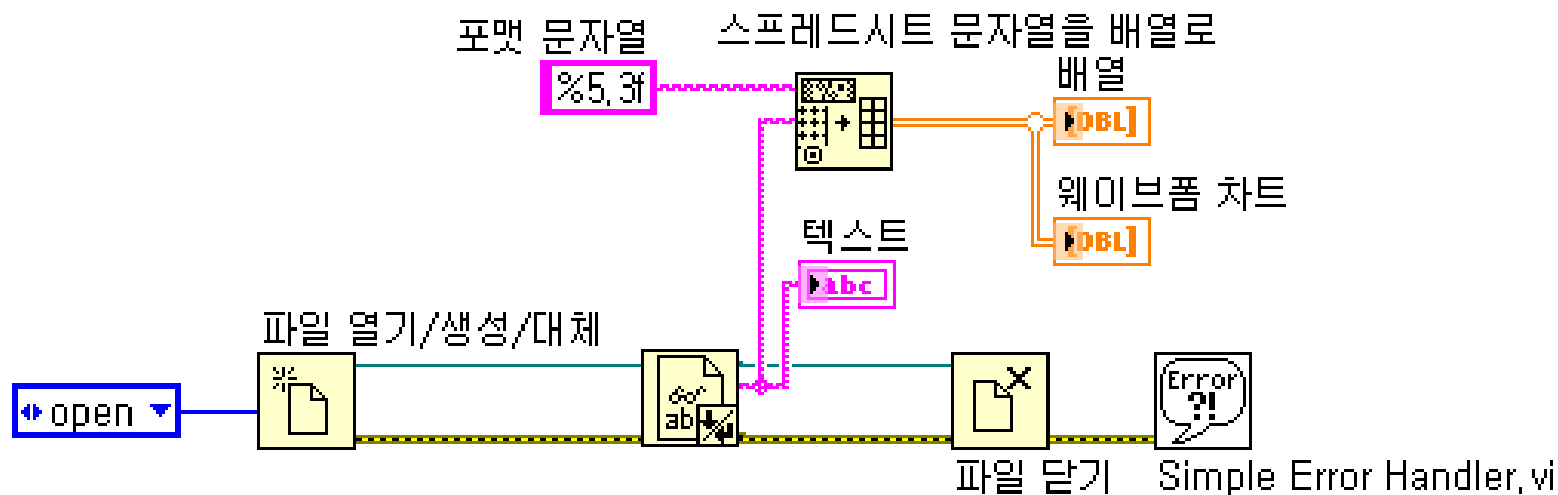 포맷 문자열
스프레드시트 문자열을 배열로
%5.3f
배열
[DBL]
웨이브폼 차트
[DBL]
텍스트
abc
파일 열기/생성/대체
open
ab
Error
?!
파일 닫기
Simple Error Handler.vi